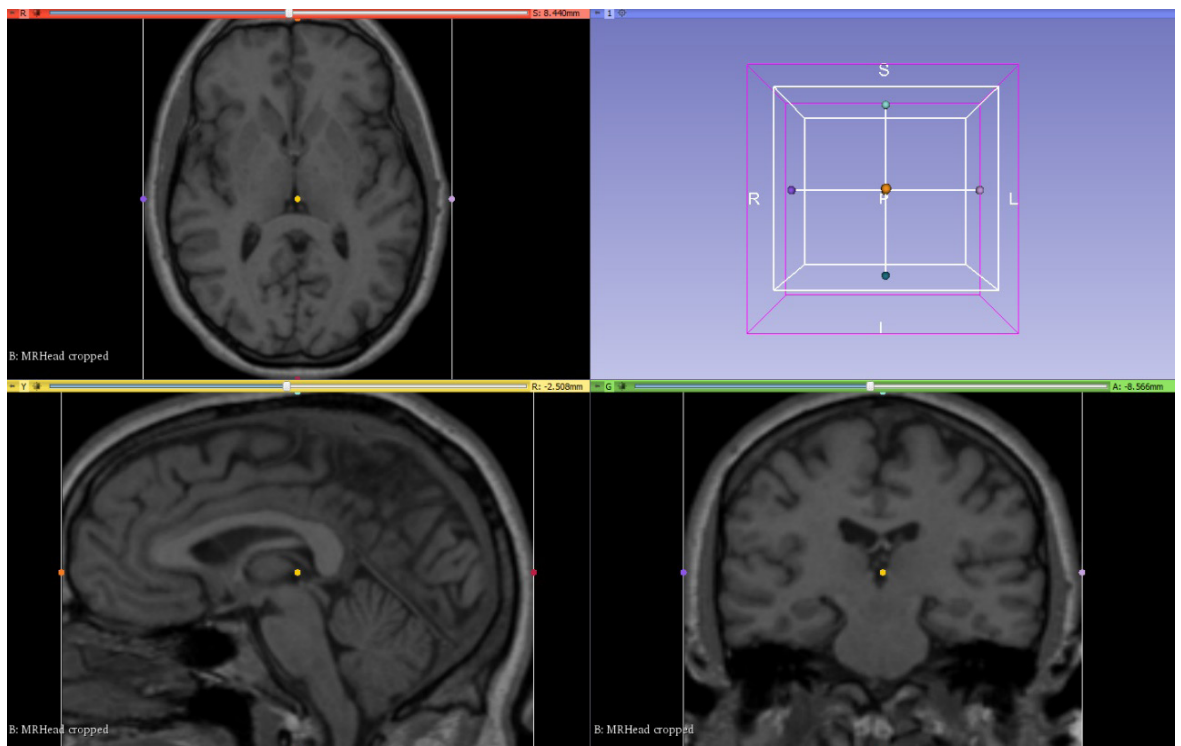 R
S: 8.440mm
1
B: MRHead cropped
S
R
P
L
I
Y
R: -2.508mm
G
A: -8.566mm
B: MRHead cropped
B: MRHead cropped